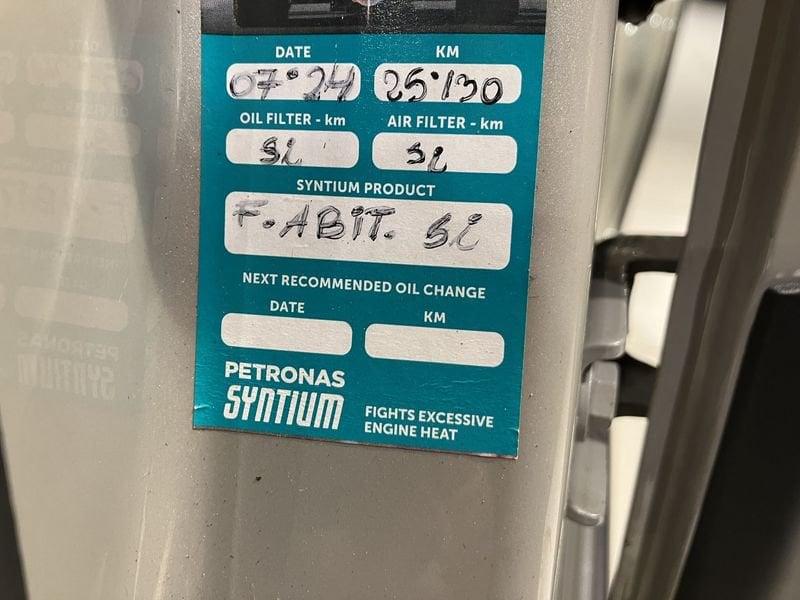 DATE KM
07•24 25•130
OIL FILTER - km AIR FILTER - km
Si Si
SYNTIUM PRODUCT
F. ABIT. Si
NEXT RECOMMENDED OIL CHANGE
DATE KM
PETRONAS
SYNTIUM
FIGHTS EXCESSIVE
ENGINE HEAT